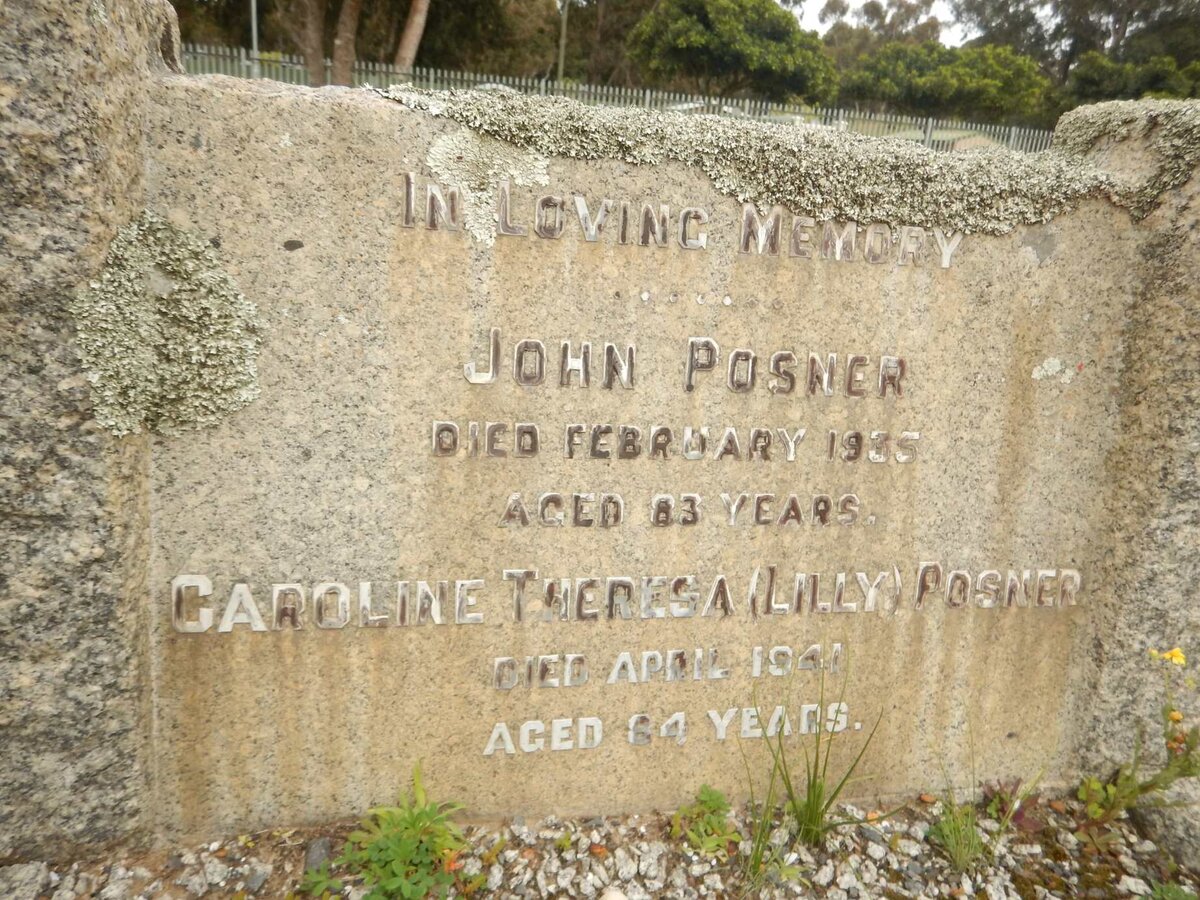 IN LOVING MEMORY
JOHN POSNER
DIED FEBRUARY 1935
AGED 83 YEARS.
CAROLINE THERESA (LILLY) POSNER
DIED APRIL 1941
AGED 84 YEARS.